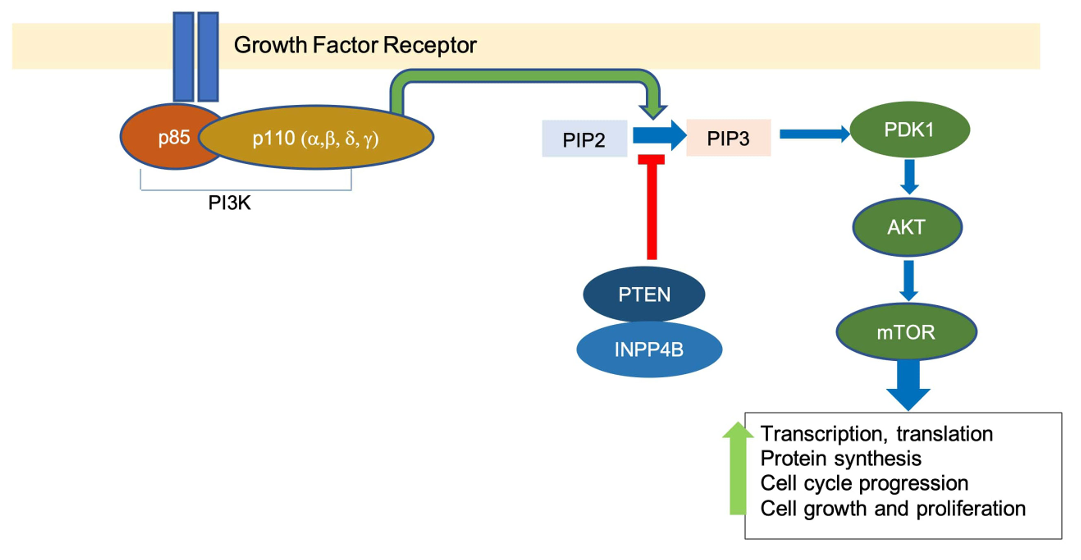 Growth Factor Receptor
p85
p110 (α,β, δ, γ)
PI3K
PIP2
PIP3
PDK1
AKT
mTOR
PTEN
INPP4B
Transcription, translation
Protein synthesis
Cell cycle progression
Cell growth and proliferation